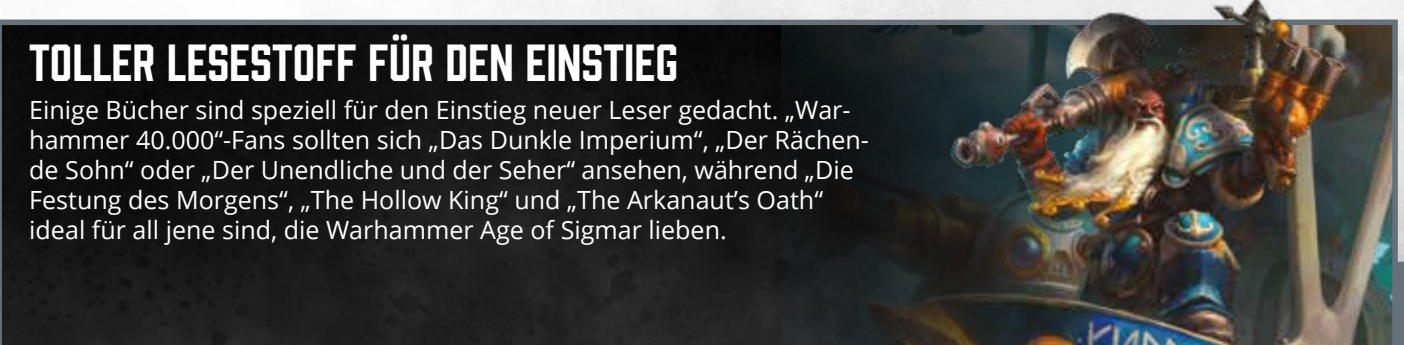 TOLLER LESESTOFF FÜR DEN EINSTIEG
Einige Bücher sind speziell für den Einstieg neuer Leser gedacht. „War-
hammer 40.000“-Fans sollten sich „Das Dunkle Imperium“, „Der Rächen-
de Sohn“ oder „Der Unendliche und der Seher“ ansehen, während „Die
Festung des Morgens“, „The Hollow King“ und „The Arkanaut’s Oath“
ideal für all jene sind, die Warhammer Age of Sigmar lieben.